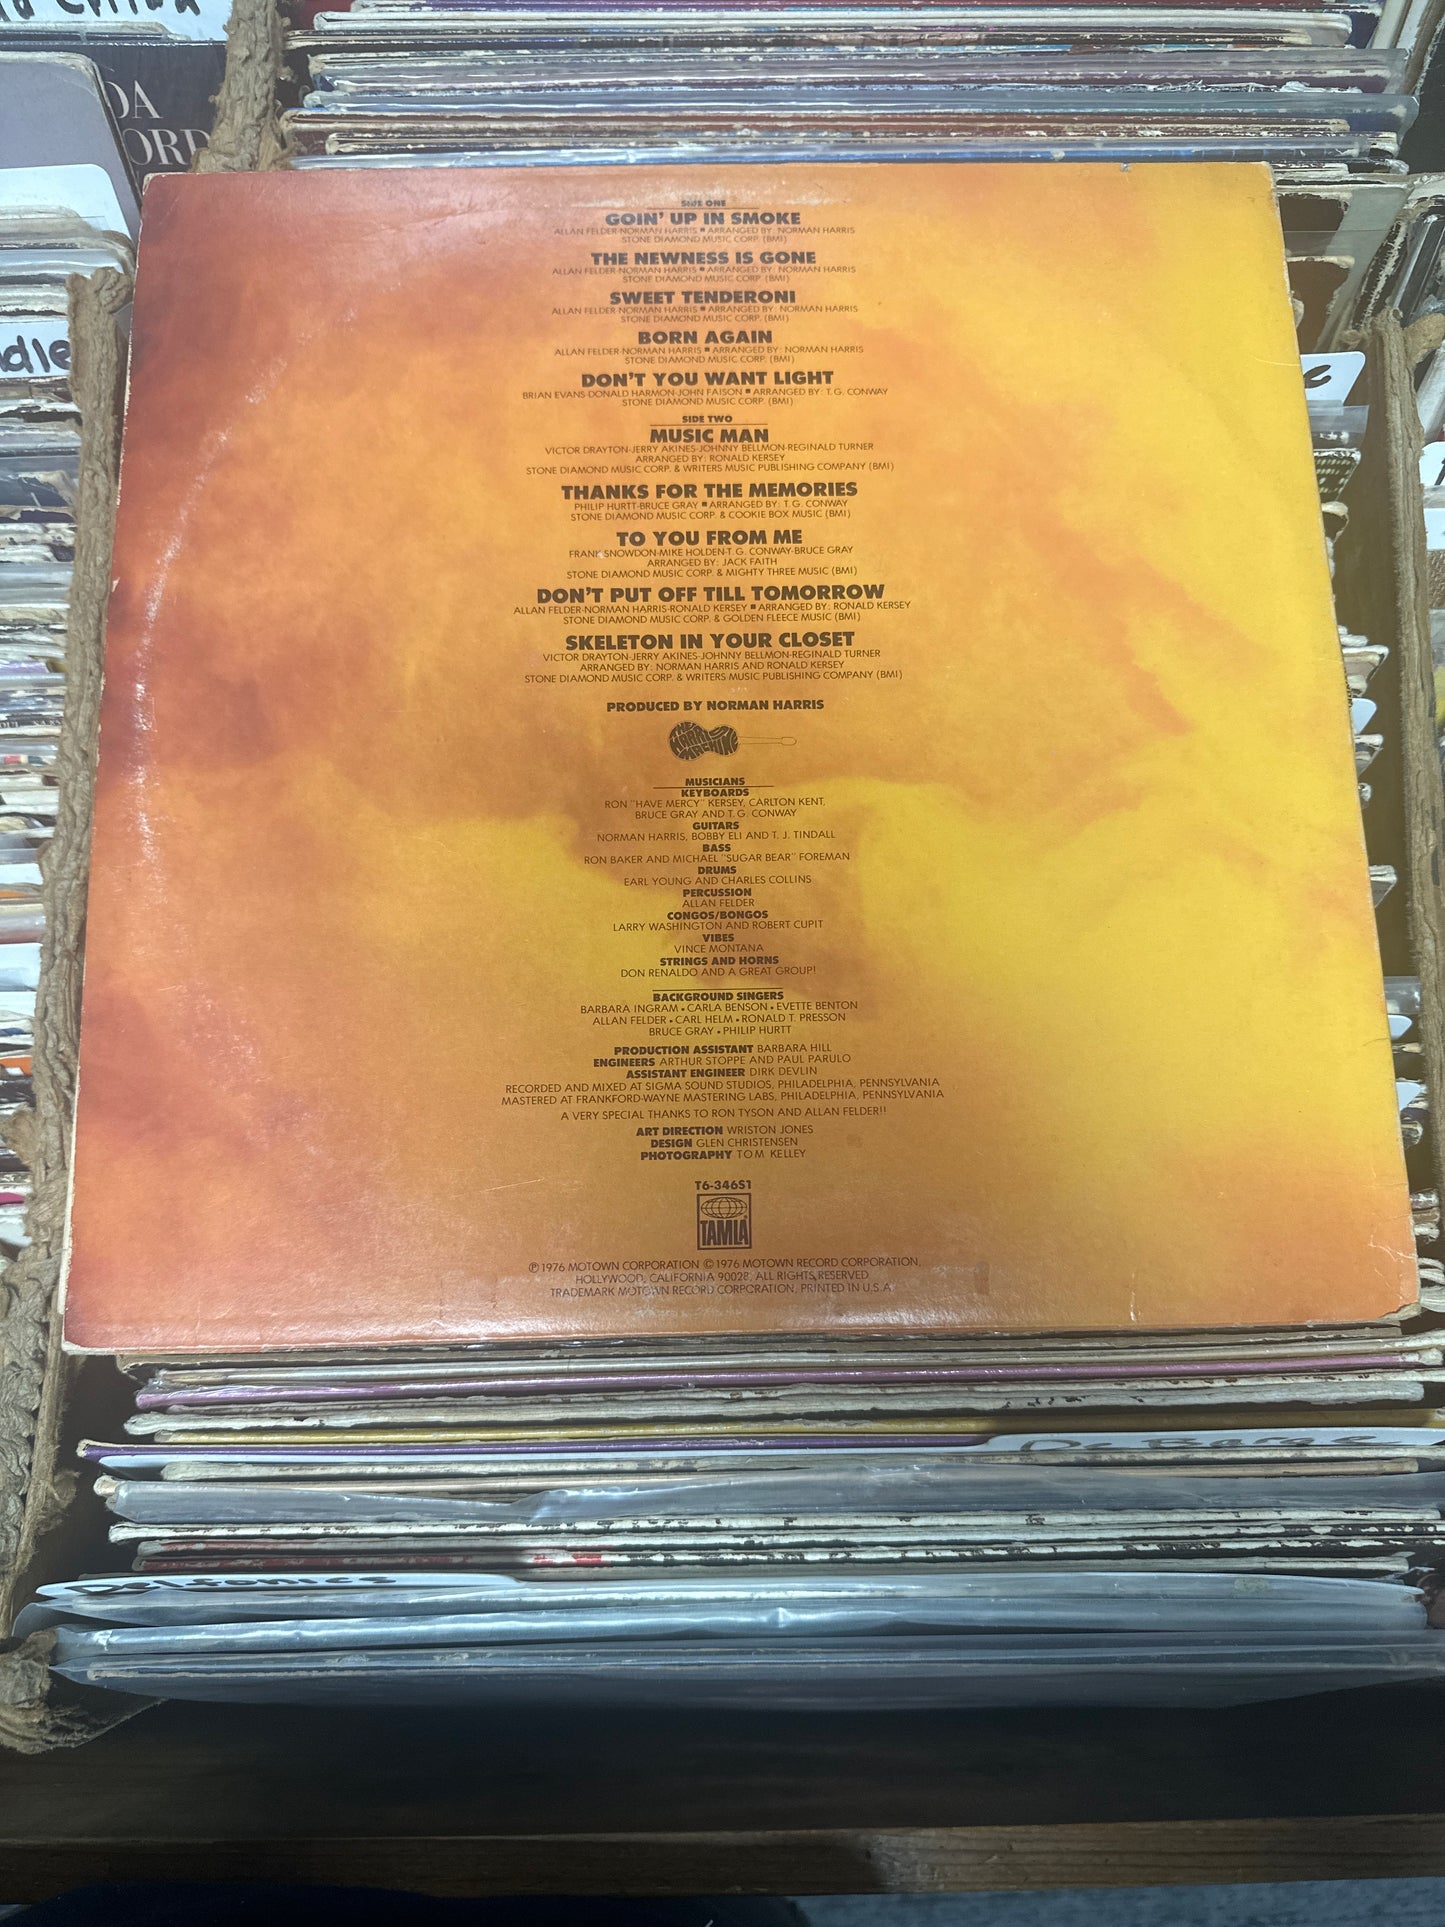 DA
ORD
dle
c
SIDE ONE
GOIN' UP IN SMOKE
ALLAN FELDER-NORMAN HARRIS ■ ARRANGED BY: NORMAN HARRIS
STONE DIAMOND MUSIC CORP. (BMI)
THE NEWNESS IS GONE
ALLAN FELDER-NORMAN HARRIS ■ ARRANGED BY: NORMAN HARRIS
STONE DIAMOND MUSIC CORP. (BMI)
SWEET TENDERONI
ALLAN FELDER-NORMAN HARRIS ■ ARRANGED BY: NORMAN HARRIS
STONE DIAMOND MUSIC CORP. (BMI)
BORN AGAIN
ALLAN FELDER-NORMAN HARRIS ■ ARRANGED BY: NORMAN HARRIS
STONE DIAMOND MUSIC CORP. (BMI)
DON'T YOU WANT LIGHT
BRIAN EVANS-DONALD HARMON-JOHN FAISON ■ ARRANGED BY: T.G. CONWAY
STONE DIAMOND MUSIC CORP. (BMI)
SIDE TWO
MUSIC MAN
VICTOR DRAYTON-JERRY AKINES-JOHNNY BELLMON-REGINALD TURNER
ARRANGED BY: RONALD KERSEY
STONE DIAMOND MUSIC CORP. & WRITERS MUSIC PUBLISHING COMPANY (BMI)
THANKS FOR THE MEMORIES
PHILIP HURTT-BRUCE GRAY ■ ARRANGED BY: T.G. CONWAY
STONE DIAMOND MUSIC CORP. & COOKIE BOX MUSIC (BMI)
TO YOU FROM ME
FRANK SNOWDON-MIKE HOLDEN-T.G. CONWAY-BRUCE GRAY
ARRANGED BY: JACK FAITH
STONE DIAMOND MUSIC CORP. & MIGHTY THREE MUSIC (BMI)
DON'T PUT OFF TILL TOMORROW
ALLAN FELDER-NORMAN HARRIS-RONALD KERSEY ■ ARRANGED BY: RONALD KERSEY
STONE DIAMOND MUSIC CORP. & GOLDEN FLEECE MUSIC (BMI)
SKELETON IN YOUR CLOSET
VICTOR DRAYTON-JERRY AKINES-JOHNNY BELLMON-REGINALD TURNER
ARRANGED BY: NORMAN HARRIS AND RONALD KERSEY
STONE DIAMOND MUSIC CORP. & WRITERS MUSIC PUBLISHING COMPANY (BMI)
PRODUCED BY NORMAN HARRIS
THE HARRIS MACHINE
MUSICIANS
KEYBOARDS
RON "HAVE MERCY" KERSEY, CARLTON KENT,
BRUCE GRAY AND T.G. CONWAY
GUITARS
NORMAN HARRIS, BOBBY ELI AND T. J. TINDALL
BASS
RON BAKER AND MICHAEL "SUGAR BEAR" FOREMAN
DRUMS
EARL YOUNG AND CHARLES COLLINS
PERCUSSION
ALLAN FELDER
CONGOS/BONGOS
LARRY WASHINGTON AND ROBERT CUPIT
VIBES
VINCE MONTANA
STRINGS AND HORNS
DON RENALDO AND A GREAT GROUP!
BACKGROUND SINGERS
BARBARA INGRAM • CARLA BENSON • EVETTE BENTON
ALLAN FELDER • CARL HELM • RONALD T. PRESSON
BRUCE GRAY • PHILIP HURTT
PRODUCTION ASSISTANT BARBARA HILL
ENGINEERS ARTHUR STOPPE AND PAUL PARULO
ASSISTANT ENGINEER DIRK DEVLIN
RECORDED AND MIXED AT SIGMA SOUND STUDIOS, PHILADELPHIA, PENNSYLVANIA
MASTERED AT FRANKFORD-WAYNE MASTERING LABS, PHILADELPHIA, PENNSYLVANIA
A VERY SPECIAL THANKS TO RON TYSON AND ALLAN FELDER!!
ART DIRECTION WRISTON JONES
DESIGN GLEN CHRISTENSEN
PHOTOGRAPHY TOM KELLEY
T6-346S1
TAMLA
℗ 1976 MOTOWN CORPORATION © 1976 MOTOWN RECORD CORPORATION,
HOLLYWOOD, CALIFORNIA 90028, ALL RIGHTS RESERVED
TRADEMARK MOTOWN RECORD CORPORATION, PRINTED IN U.S.A.
De Barge
Delfonics